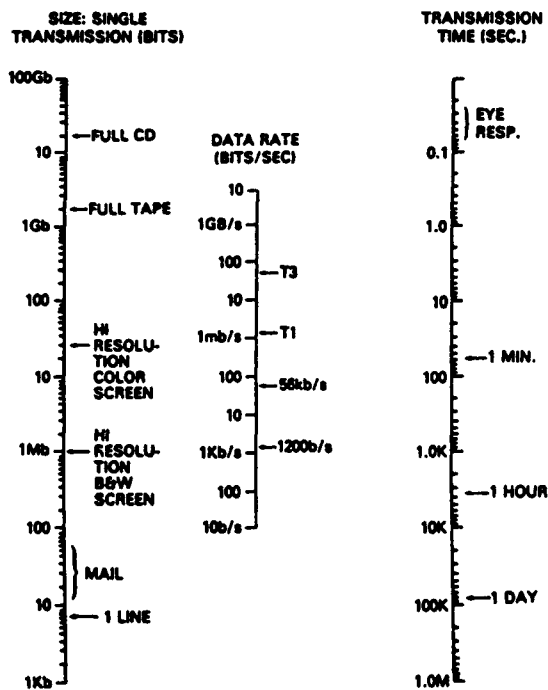 SIZE: SINGLE
TRANSMISSION (BITS)
100Gb
FULL CD
10
FULL TAPE
1Gb
100
HI
RESOLU-
TION
COLOR
SCREEN
10
HI
RESOLU-
TION
B&W
SCREEN
1Mb
100
MAIL
10
1 LINE
1Kb
DATA RATE
(BITS/SEC)
10
1GB/s
100
T3
10
T1
1mb/s
100
56kb/s
10
1200b/s
1Kb/s
100
10b/s
TRANSMISSION
TIME (SEC.)
EYE
RESP.
0.1
1.0
10
1 MIN.
100
1.0K
1 HOUR
10K
1 DAY
100K
1.0M